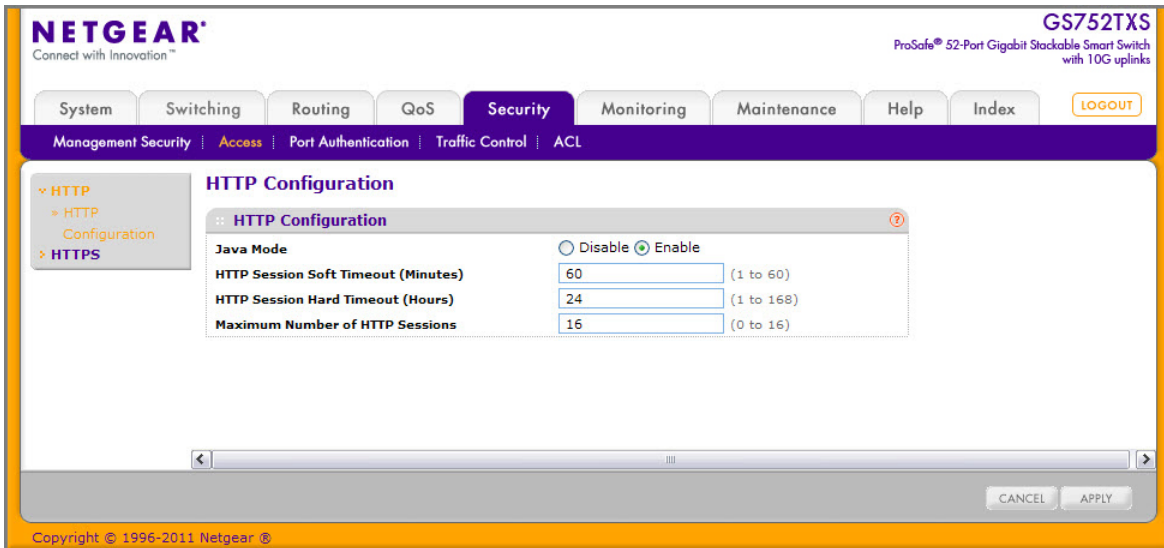 NETGEAR®
Connect with Innovation™
GS752TXS
ProSafe® 52-Port Gigabit Stackable Smart Switch
with 10G uplinks
System Switching Routing QoS Security Monitoring Maintenance Help Index LOGOUT
Management Security Access Port Authentication Traffic Control ACL
HTTP
» HTTP
Configuration
HTTPS
HTTP Configuration
HTTP Configuration ?
Java Mode Disable Enable
HTTP Session Soft Timeout (Minutes) 60 (1 to 60)
HTTP Session Hard Timeout (Hours) 24 (1 to 168)
Maximum Number of HTTP Sessions 16 (0 to 16)
CANCEL APPLY
Copyright © 1996-2011 Netgear ®